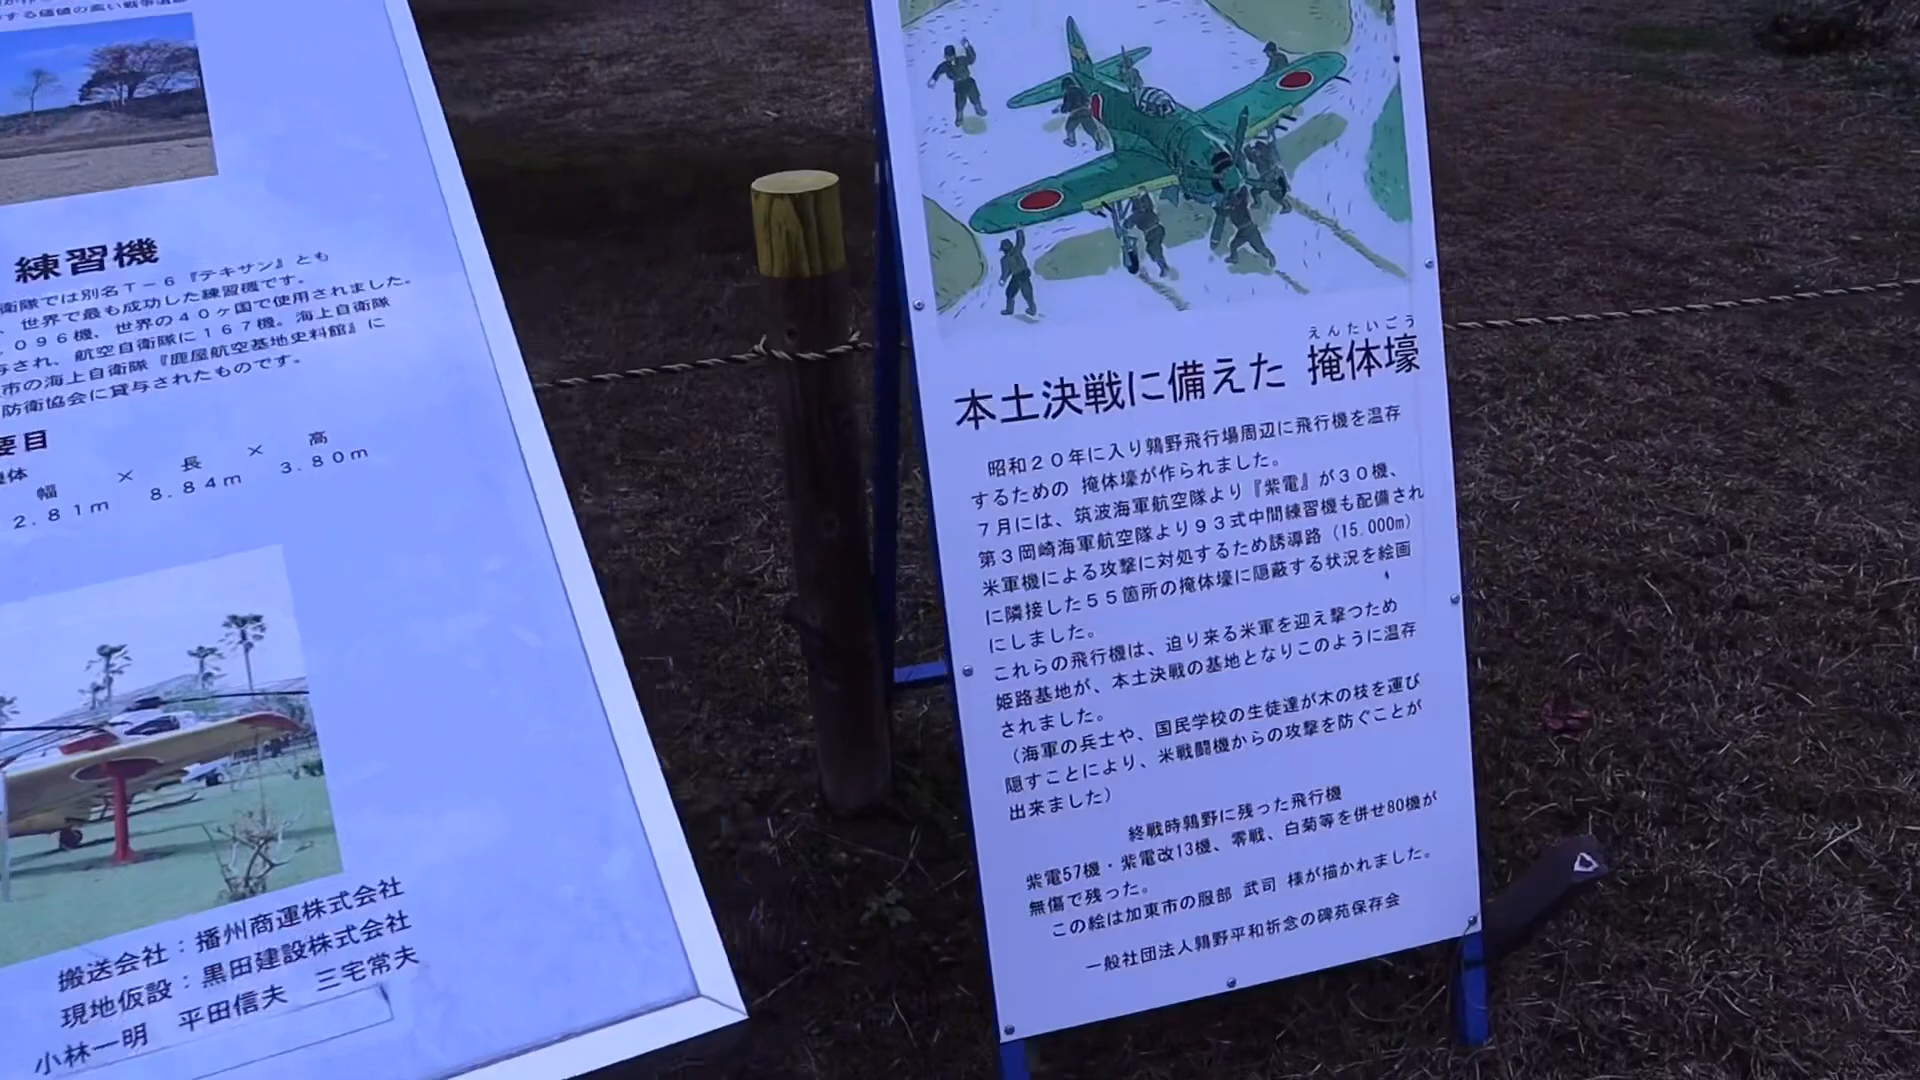 する価値の高い戦争遺跡
練習機
衛隊では別名T−6『テキサン』とも
、世界で最も成功した練習機です。
,096機、世界の40ヶ国で使用されました。
与され、航空自衛隊に167機。海上自衛隊
市の海上自衛隊『鹿屋航空基地史料館』に
防衛協会に貸与されたものです。
要目
機体
幅 × 長 × 高
2.81m 8.84m 3.80m
搬送会社：播州商運株式会社
現地仮設：黒田建設株式会社
小林一明 平田信夫 三宅常夫
えんたいごう
本土決戦に備えた 掩体壕
昭和20年に入り鶉野飛行場周辺に飛行機を温存
するための 掩体壕が作られました。
7月には、筑波海軍航空隊より『紫電』が30機、
第3岡崎海軍航空隊より93式中間練習機も配備され
米軍機による攻撃に対処するため誘導路（15.000m）
に隣接した55箇所の掩体壕に隠蔽する状況を絵画
にしました。
これらの飛行機は、迫り来る米軍を迎え撃つため
姫路基地が、本土決戦の基地となりこのように温存
されました。
（海軍の兵士や、国民学校の生徒達が木の枝を運び
隠すことにより、米戦闘機からの攻撃を防ぐことが
出来ました）
終戦時鶉野に残った飛行機
紫電57機・紫電改13機、零戦、白菊等を併せ80機が
無傷で残った。
この絵は加東市の服部 武司 様が描かれました。
一般社団法人鶉野平和祈念の碑苑保存会